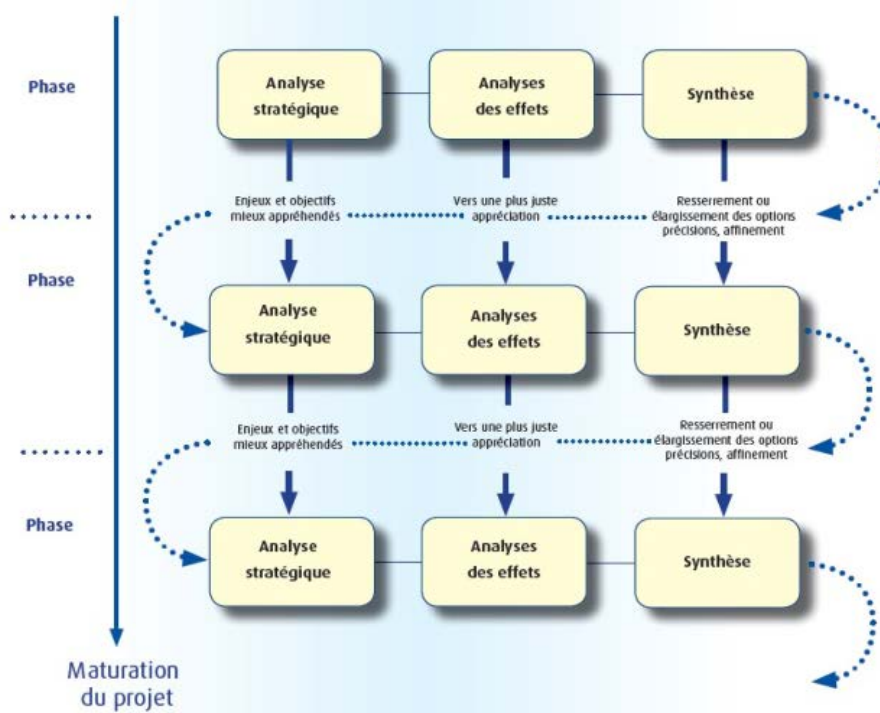 Phase
Analyse
stratégique
Analyses
des effets
Synthèse
Enjeux et objectifs
mieux appréhendés
Vers une plus juste
appréciation
Resserrement ou
élargissement des options
précisions, affinement
Phase
Analyse
stratégique
Analyses
des effets
Synthèse
Enjeux et objectifs
mieux appréhendés
Vers une plus juste
appréciation
Resserrement ou
élargissement des options
précisions, affinement
Phase
Analyse
stratégique
Analyses
des effets
Synthèse
Maturation
du projet